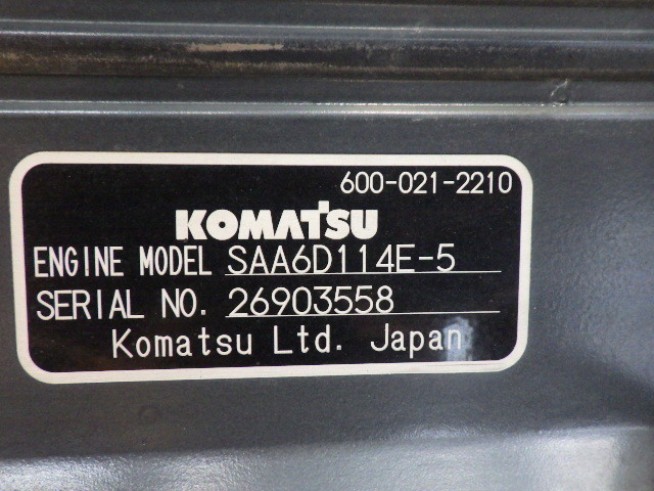 600-021-2210
KOMATSU
ENGINE MODEL SAA6D114E-5
SERIAL NO. 26903558
Komatsu Ltd. Japan